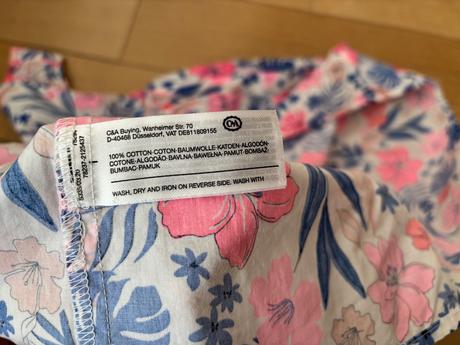 C&A Buying, Wanheimer Str. 70
D-40468 Düsseldorf, VAT DE811809155
C&A
100% COTTON-COTON-BAUMWOLLE-KATOEN-ALGODÓN-
COTONE-ALGODÃO-BAVLNA-BAWEŁNA-PAMUT-BOMBAŽ
BUMBAC-PAMUK
WASH, DRY AND IRON ON REVERSE SIDE. WASH WITH